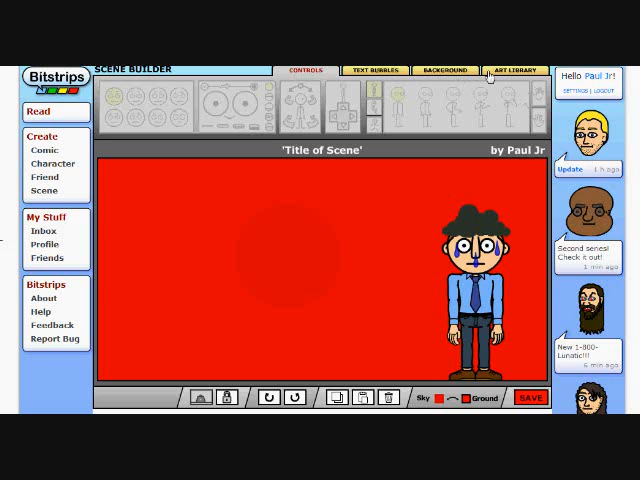 Bitstrips
SCENE BUILDER
CONTROLS
TEXT BUBBLES
BACKGROUND
ART LIBRARY
Hello Paul Jr!
SETTINGS | LOGOUT
Read
Create
Comic
Character
Friend
Scene
My Stuff
Inbox
Profile
Friends
Bitstrips
About
Help
Feedback
Report Bug
'Title of Scene'
by Paul Jr
Update 1 h ago
Second series!
Check it out!
1 min ago
New 1-800-
Lunatic!!!
6 min ago
Sky
Ground
SAVE